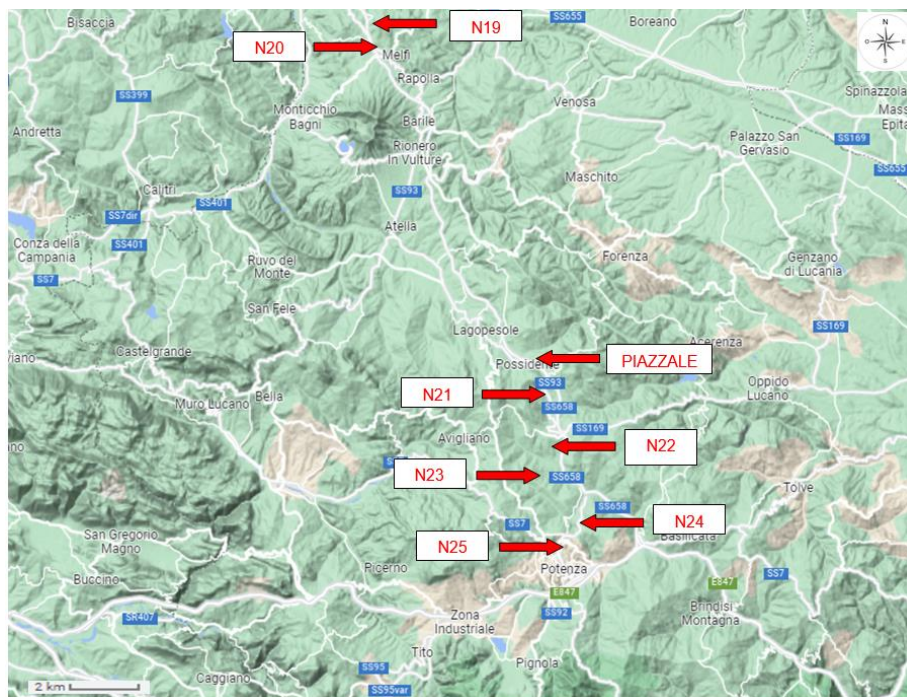 Bisaccia
SS655
Boreano
N
W
E
S
N19
N20
Melfi
Rapolla
SS399
Monticchio
Bagni
Venosa
Spinazzola
Barile
Mass
Epita
Andretta
Rionero
In Vulture
Palazzo San
Gervasio
SS169
SS655
Maschito
Calitri
SS401
SS93
SS7dir
Atella
Conza della
Campania
SS401
SS7
Ruvo del
Monte
Forenza
Genzano
di Lucania
San Fele
Lagopesole
SS169
Acerenza
Castelgrande
Possidente
PIAZZALE
SS93
Oppido
Lucano
N21
Bella
SS658
Muro Lucano
SS169
Avigliano
N22
N23
SS658
Tolve
SS658
N24
SS7
Basilicata
San Gregorio
Magno
N25
Potenza
Picerno
Buccino
E847
SS7
E847
SR407
Zona
Industriale
SS92
Brindisi
Montagna
Tito
Pignola
SS95
Caggiano
SS95var
2 km